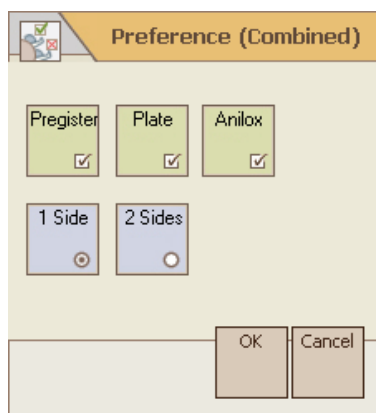 Preference (Combined)
Pregister Plate Anilox
1 Side 2 Sides
OK Cancel